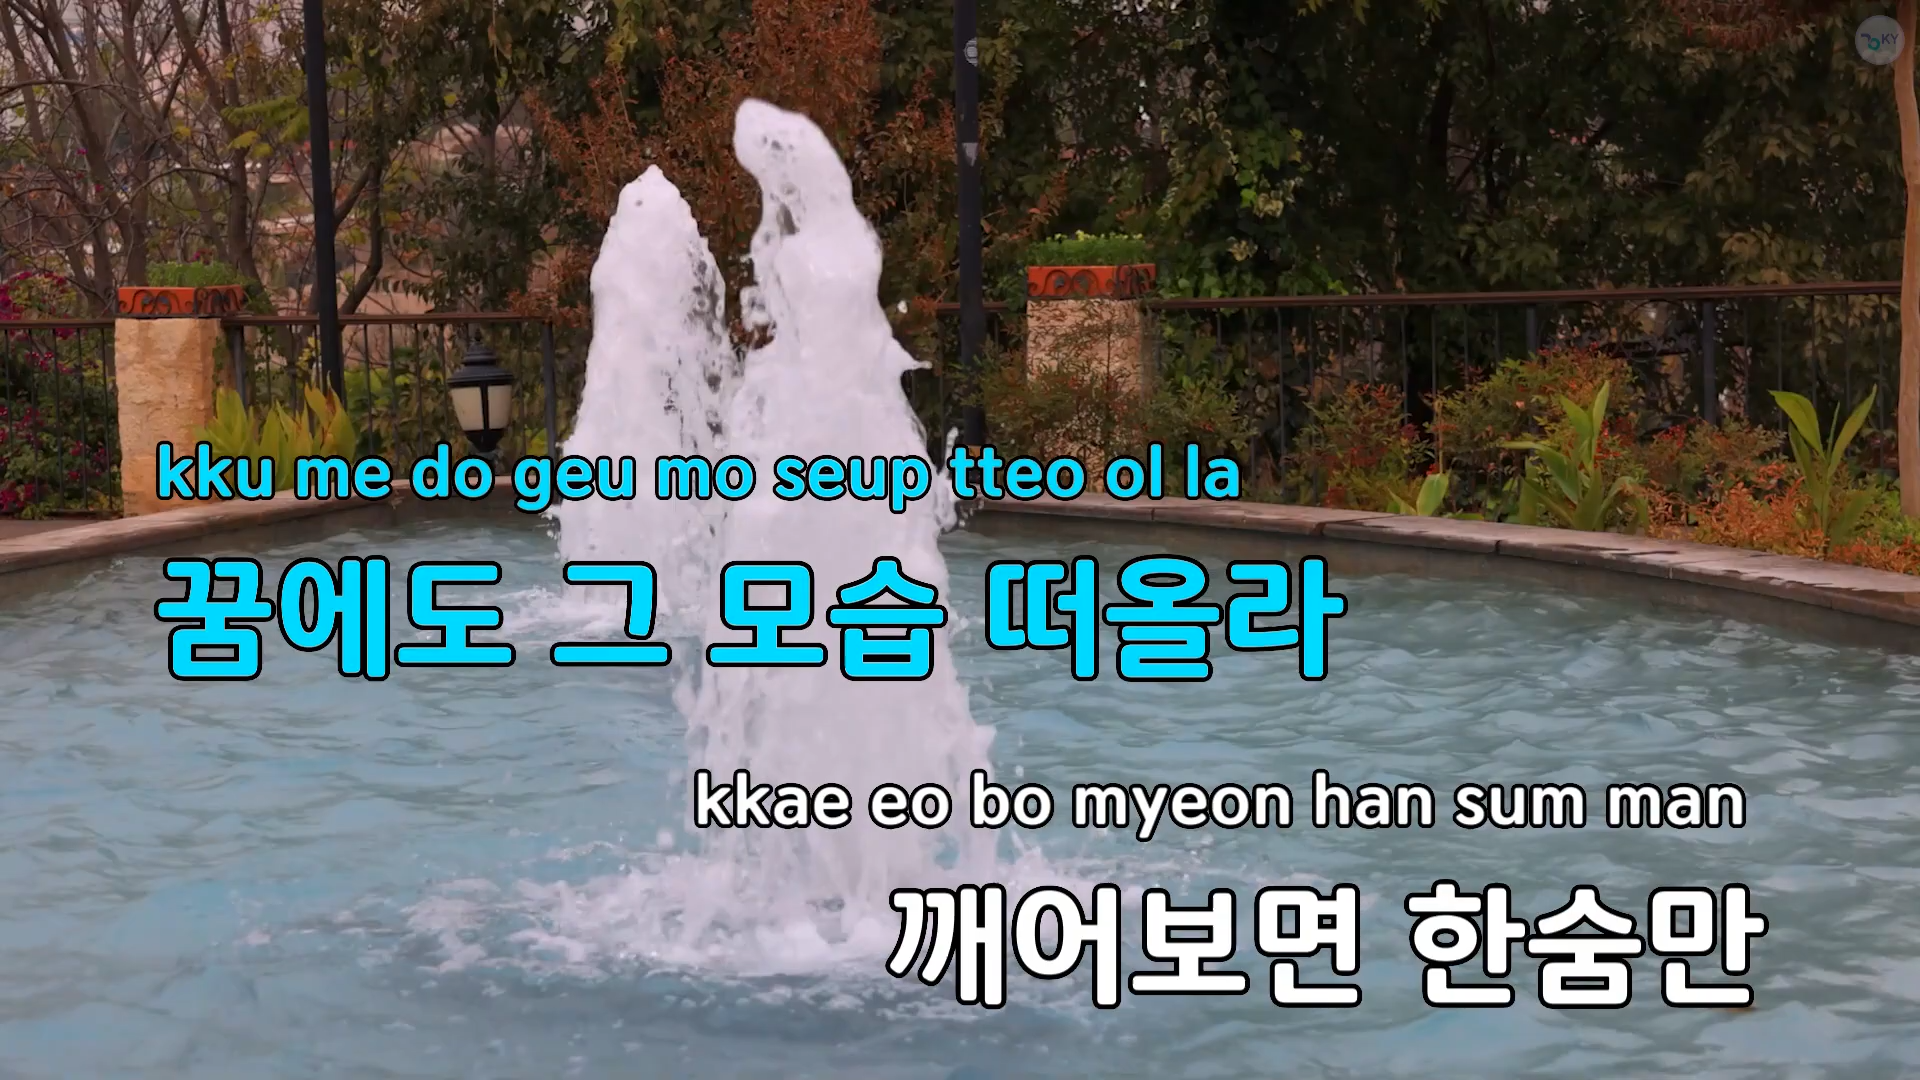 KY
kku me do geu mo seup tteo ol la
꿈에도 그 모습 떠올라
kkae eo bo myeon han sum man
깨어보면 한숨만